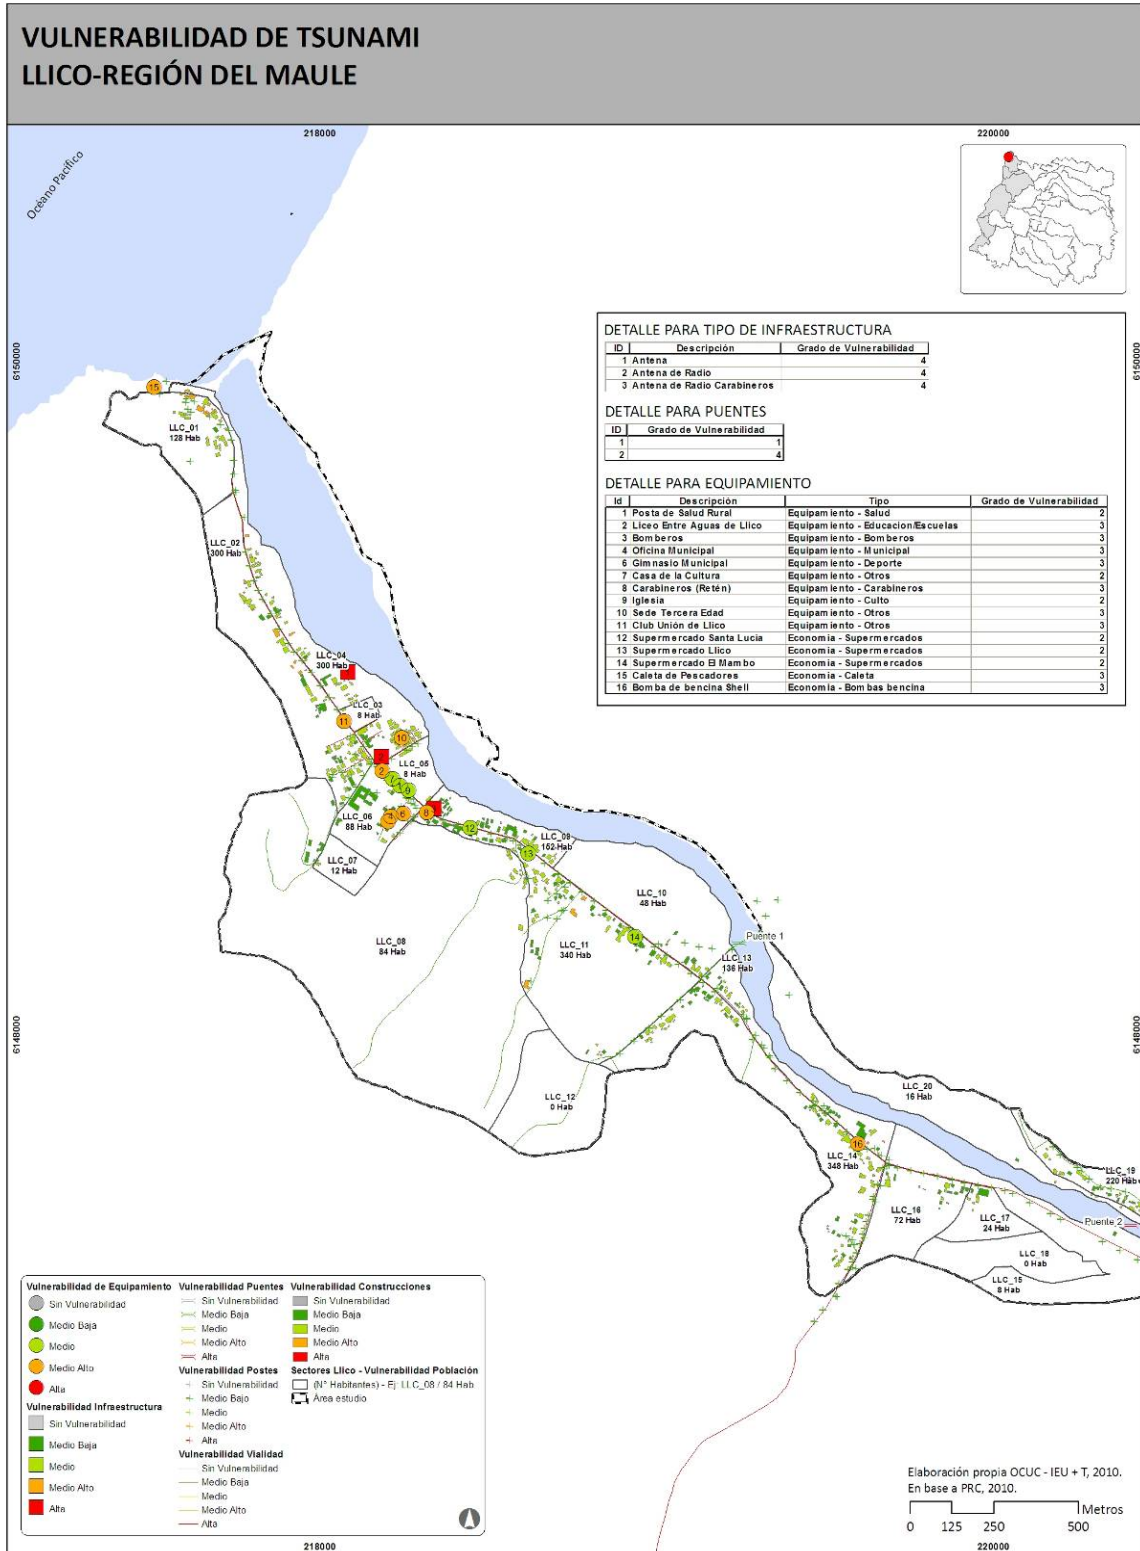 VULNERABILIDAD DE TSUNAMI
LLICO-REGIÓN DEL MAULE
218000
220000
Océano Pacífico
6150000
6150000
DETALLE PARA TIPO DE INFRAESTRUCTURA
ID Descripción Grado de Vulnerabilidad
1 Antena 4
2 Antena de Radio 4
3 Antena de Radio Carabineros 4
DETALLE PARA PUENTES
ID Grado de Vulnerabilidad
1 1
2 4
DETALLE PARA EQUIPAMIENTO
Id Descripción Tipo Grado de Vulnerabilidad
1 Posta de Salud Rural Equipamiento - Salud 2
2 Liceo Entre Aguas de Llico Equipamiento - Educacion/Escuelas 3
3 Bomberos Equipamiento - Bomberos 3
4 Oficina Municipal Equipamiento - Municipal 3
6 Gimnasio Municipal Equipamiento - Deporte 3
7 Casa de la Cultura Equipamiento - Otros 2
8 Carabineros (Retén) Equipamiento - Carabineros 3
9 Iglesia Equipamiento - Culto 2
10 Sede Tercera Edad Equipamiento - Otros 3
11 Club Unión de Llico Equipamiento - Otros 3
12 Supermercado Santa Lucia Economia - Supermercados 2
13 Supermercado Llico Economia - Supermercados 2
14 Supermercado El Mambo Economia - Supermercados 2
15 Caleta de Pescadores Economia - Caleta 3
16 Bomba de bencina Shell Economia - Bombas bencina 3
15
LLC_01
128 Hab
LLC_02
300 Hab
LLC_04
300 Hab
LLC_03
8 Hab
11
10
2
LLC_05
8 Hab
9
LLC_06
88 Hab
4
6
8
12
LLC_07
12 Hab
13
LLC_09
152 Hab
LLC_10
48 Hab
LLC_08
84 Hab
LLC_11
340 Hab
14
Puente 1
LLC_13
136 Hab
6148000
6148000
LLC_12
0 Hab
LLC_20
16 Hab
16
LLC_14
348 Hab
LLC_19
220 Hab
LLC_16
72 Hab
LLC_17
24 Hab
Puente 2
LLC_18
0 Hab
LLC_15
8 Hab
Vulnerabilidad de Equipamiento
Sin Vulnerabilidad
Medio Baja
Medio
Medio Alto
Alta
Vulnerabilidad Infraestructura
Sin Vulnerabilidad
Medio Baja
Medio
Medio Alto
Alta
Vulnerabilidad Puentes
Sin Vulnerabilidad
Medio Baja
Medio
Medio Alto
Alta
Vulnerabilidad Postes
Sin Vulnerabilidad
Medio Bajo
Medio
Medio Alto
Alta
Vulnerabilidad Vialidad
Sin Vulnerabilidad
Medio Baja
Medio
Medio Alto
Alta
Vulnerabilidad Construcciones
Sin Vulnerabilidad
Medio Baja
Medio
Medio Alto
Alta
Sectores Llico - Vulnerabilidad Población
(N° Habitantes) - Ej: LLC_08 / 84 Hab
Área estudio
Elaboración propia OCUC - IEU + T, 2010.
En base a PRC, 2010.
Metros
0 125 250 500
218000
220000